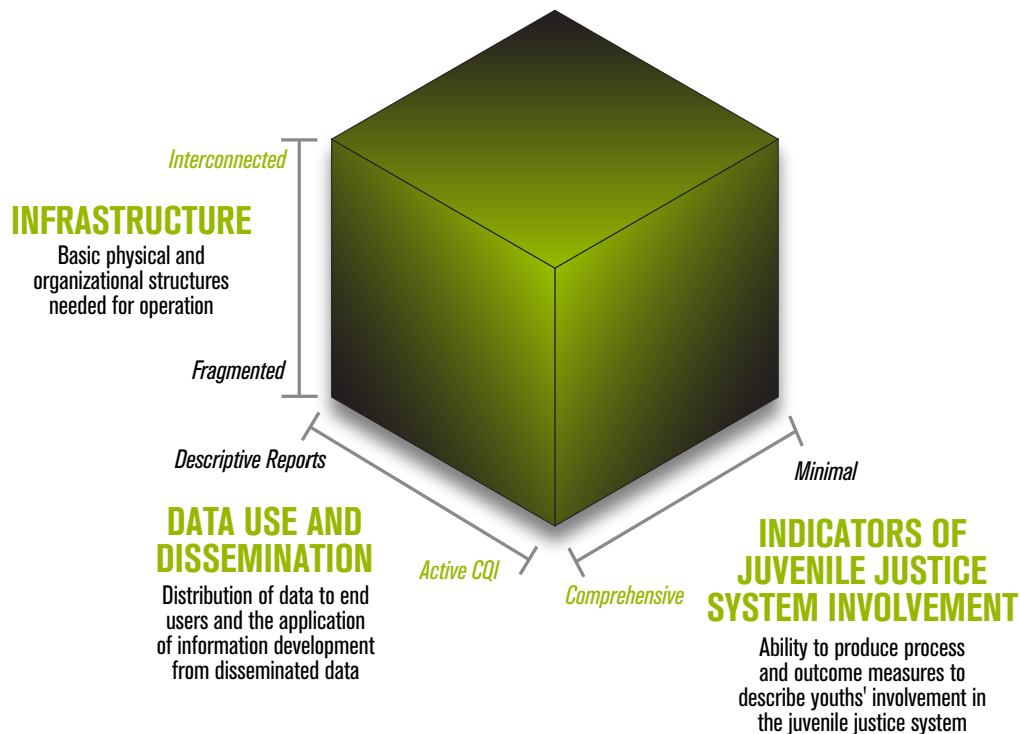 Interconnected
INFRASTRUCTURE
Basic physical and
organizational structures
needed for operation
Fragmented
Descriptive Reports
DATA USE AND
DISSEMINATION
Distribution of data to end
users and the application
of information development
from disseminated data
Active CQI
Comprehensive
Minimal
INDICATORS OF
JUVENILE JUSTICE
SYSTEM INVOLVEMENT
Ability to produce process
and outcome measures to
describe youths' involvement in
the juvenile justice system